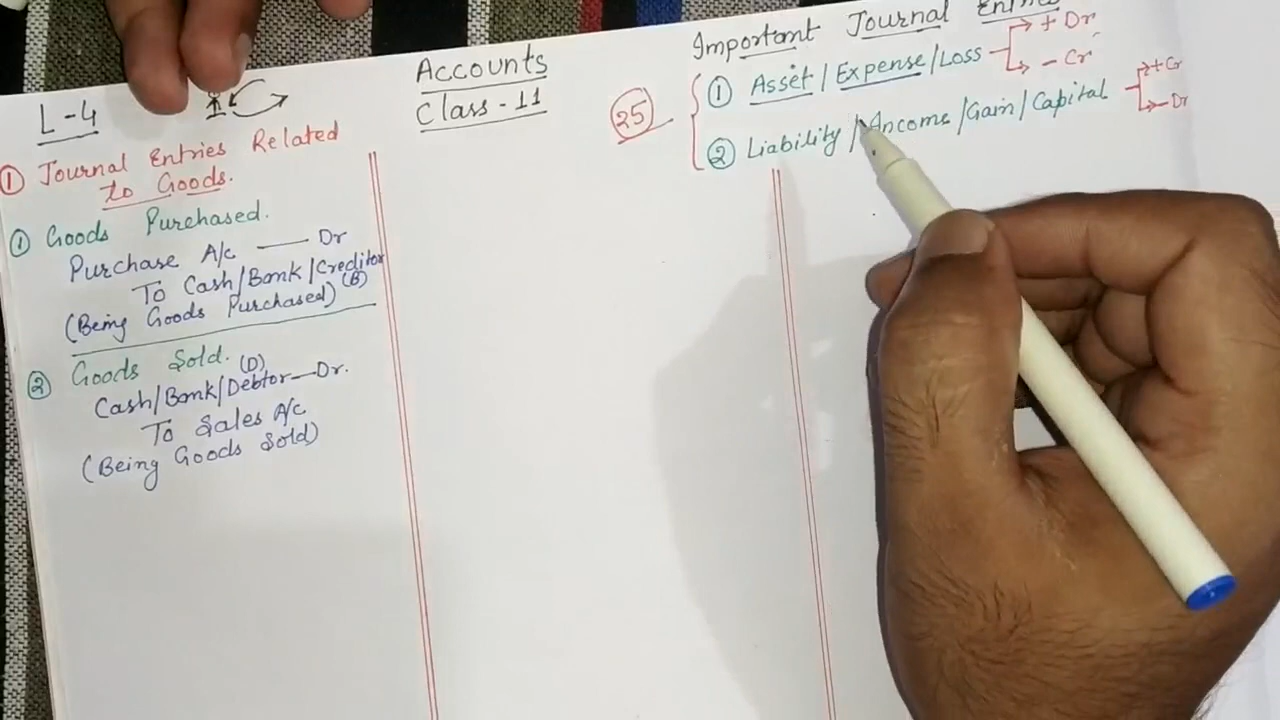 L-4
Accounts
Class - 11
Important Journal Entries
25
① Asset / Expense / Loss → + Dr
→ - Cr
② Liability / Income / Gain / Capital → + Cr
→ - Dr
① Journal Entries Related
to Goods.
① Goods Purchased.
Purchase A/c —— Dr
To Cash/Bank/Creditor
(B)
(Being Goods Purchased)
② Goods Sold.
(D)
Cash/Bank/Debtor — Dr.
To Sales A/c
(Being Goods Sold)